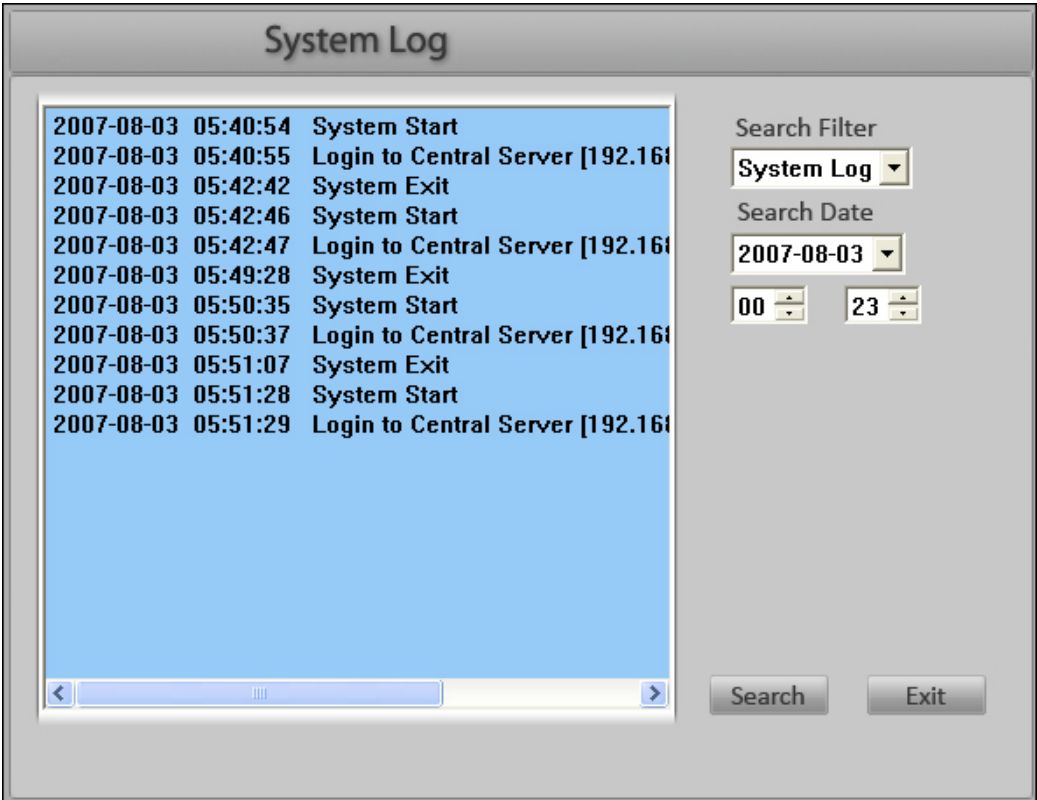 System Log
2007-08-03 05:40:54 System Start
2007-08-03 05:40:55 Login to Central Server [192.168
2007-08-03 05:42:42 System Exit
2007-08-03 05:42:46 System Start
2007-08-03 05:42:47 Login to Central Server [192.168
2007-08-03 05:49:28 System Exit
2007-08-03 05:50:35 System Start
2007-08-03 05:50:37 Login to Central Server [192.168
2007-08-03 05:51:07 System Exit
2007-08-03 05:51:28 System Start
2007-08-03 05:51:29 Login to Central Server [192.168
Search Filter
System Log
Search Date
2007-08-03
00 23
Search Exit